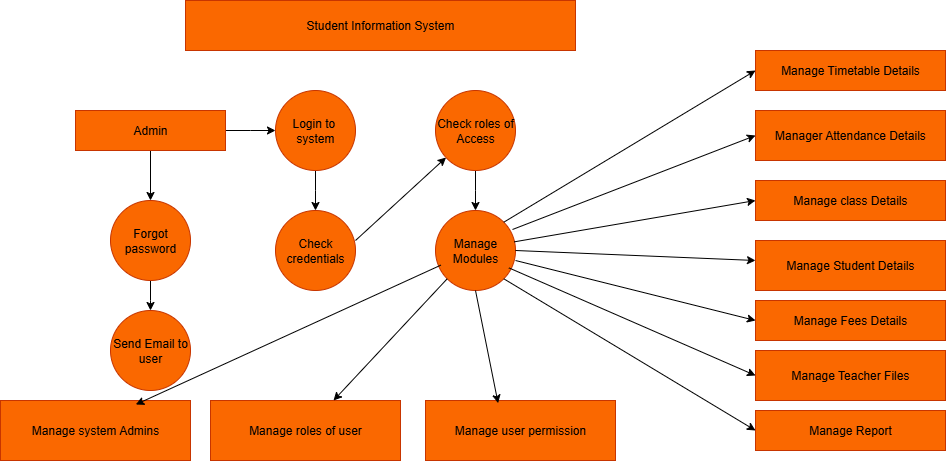 Student Information System
Admin
Login to
system
Check roles of
Access
Forgot
password
Check
credentials
Manage
Modules
Send Email to
user
Manage Timetable Details
Manager Attendance Details
Manage class Details
Manage Student Details
Manage Fees Details
Manage Teacher Files
Manage Report
Manage system Admins
Manage roles of user
Manage user permission